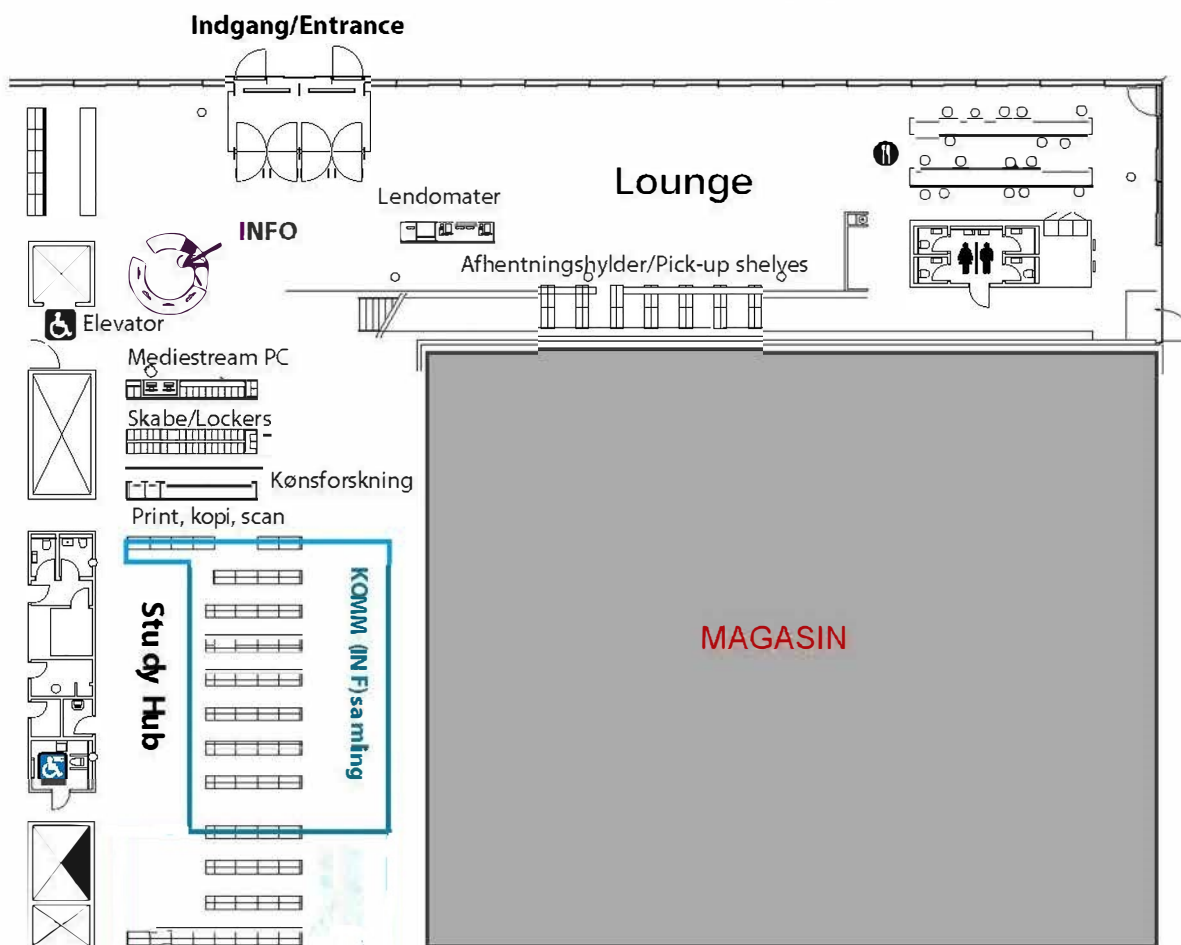 Indgang/Entrance
Lounge
Lendomater
INFO
Afhentningshylder/Pick-up shelves
Elevator
Mediestream PC
Skabe/Lockers
Kønsforskning
Print, kopi, scan
Study Hub
KOMM (INF)samling
MAGASIN